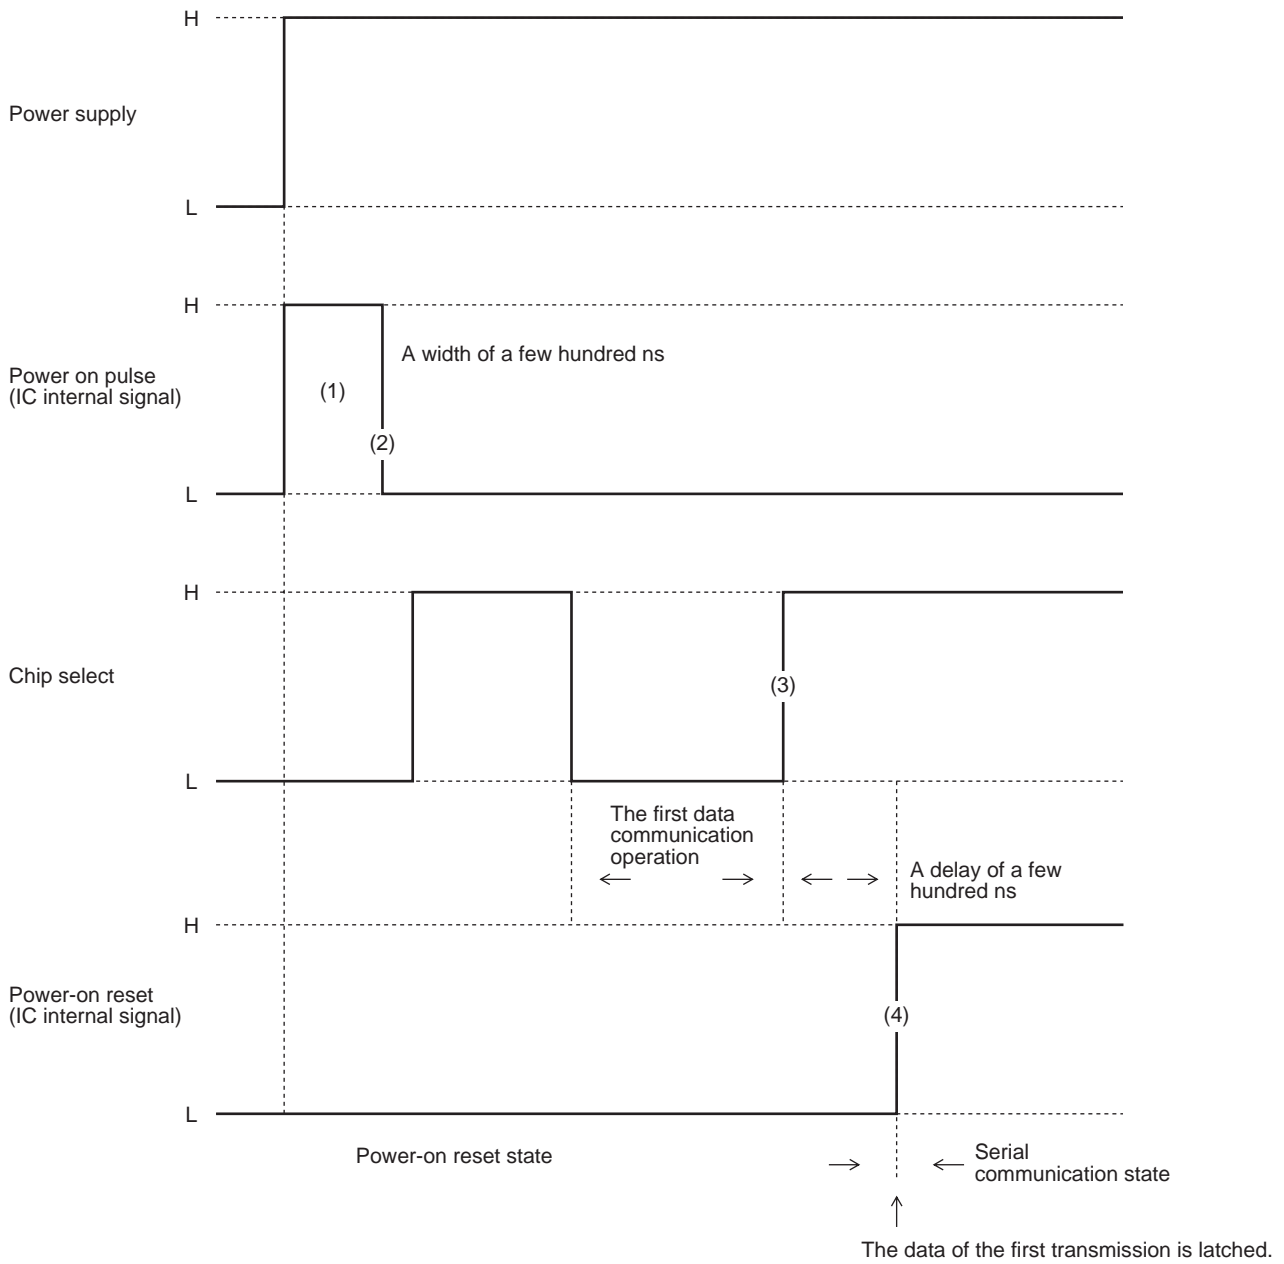 H
Power supply
L
H
A width of a few hundred ns
Power on pulse
(IC internal signal)
(1)
(2)
L
H
Chip select
(3)
L
The first data
communication
operation
A delay of a few
hundred ns
H
Power-on reset
(IC internal signal)
(4)
L
Power-on reset state
Serial
communication state
The data of the first transmission is latched.